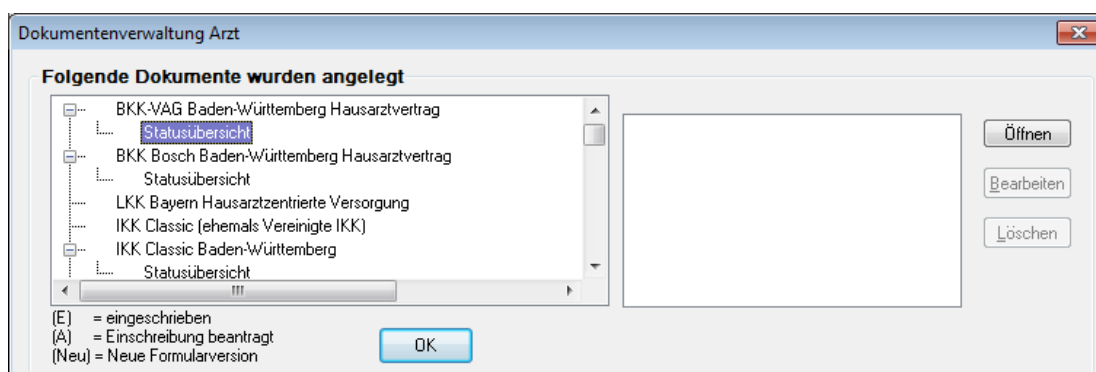 Dokumentenverwaltung Arzt
Folgende Dokumente wurden angelegt
BKK-VAG Baden-Württemberg Hausarztvertrag
Statusübersicht
BKK Bosch Baden-Württemberg Hausarztvertrag
Statusübersicht
LKK Bayern Hausarztzentrierte Versorgung
IKK Classic (ehemals Vereinigte IKK)
IKK Classic Baden-Württemberg
Statusübersicht
Öffnen
Bearbeiten
Löschen
(E) = eingeschrieben
(A) = Einschreibung beantragt
(Neu) = Neue Formularversion
OK